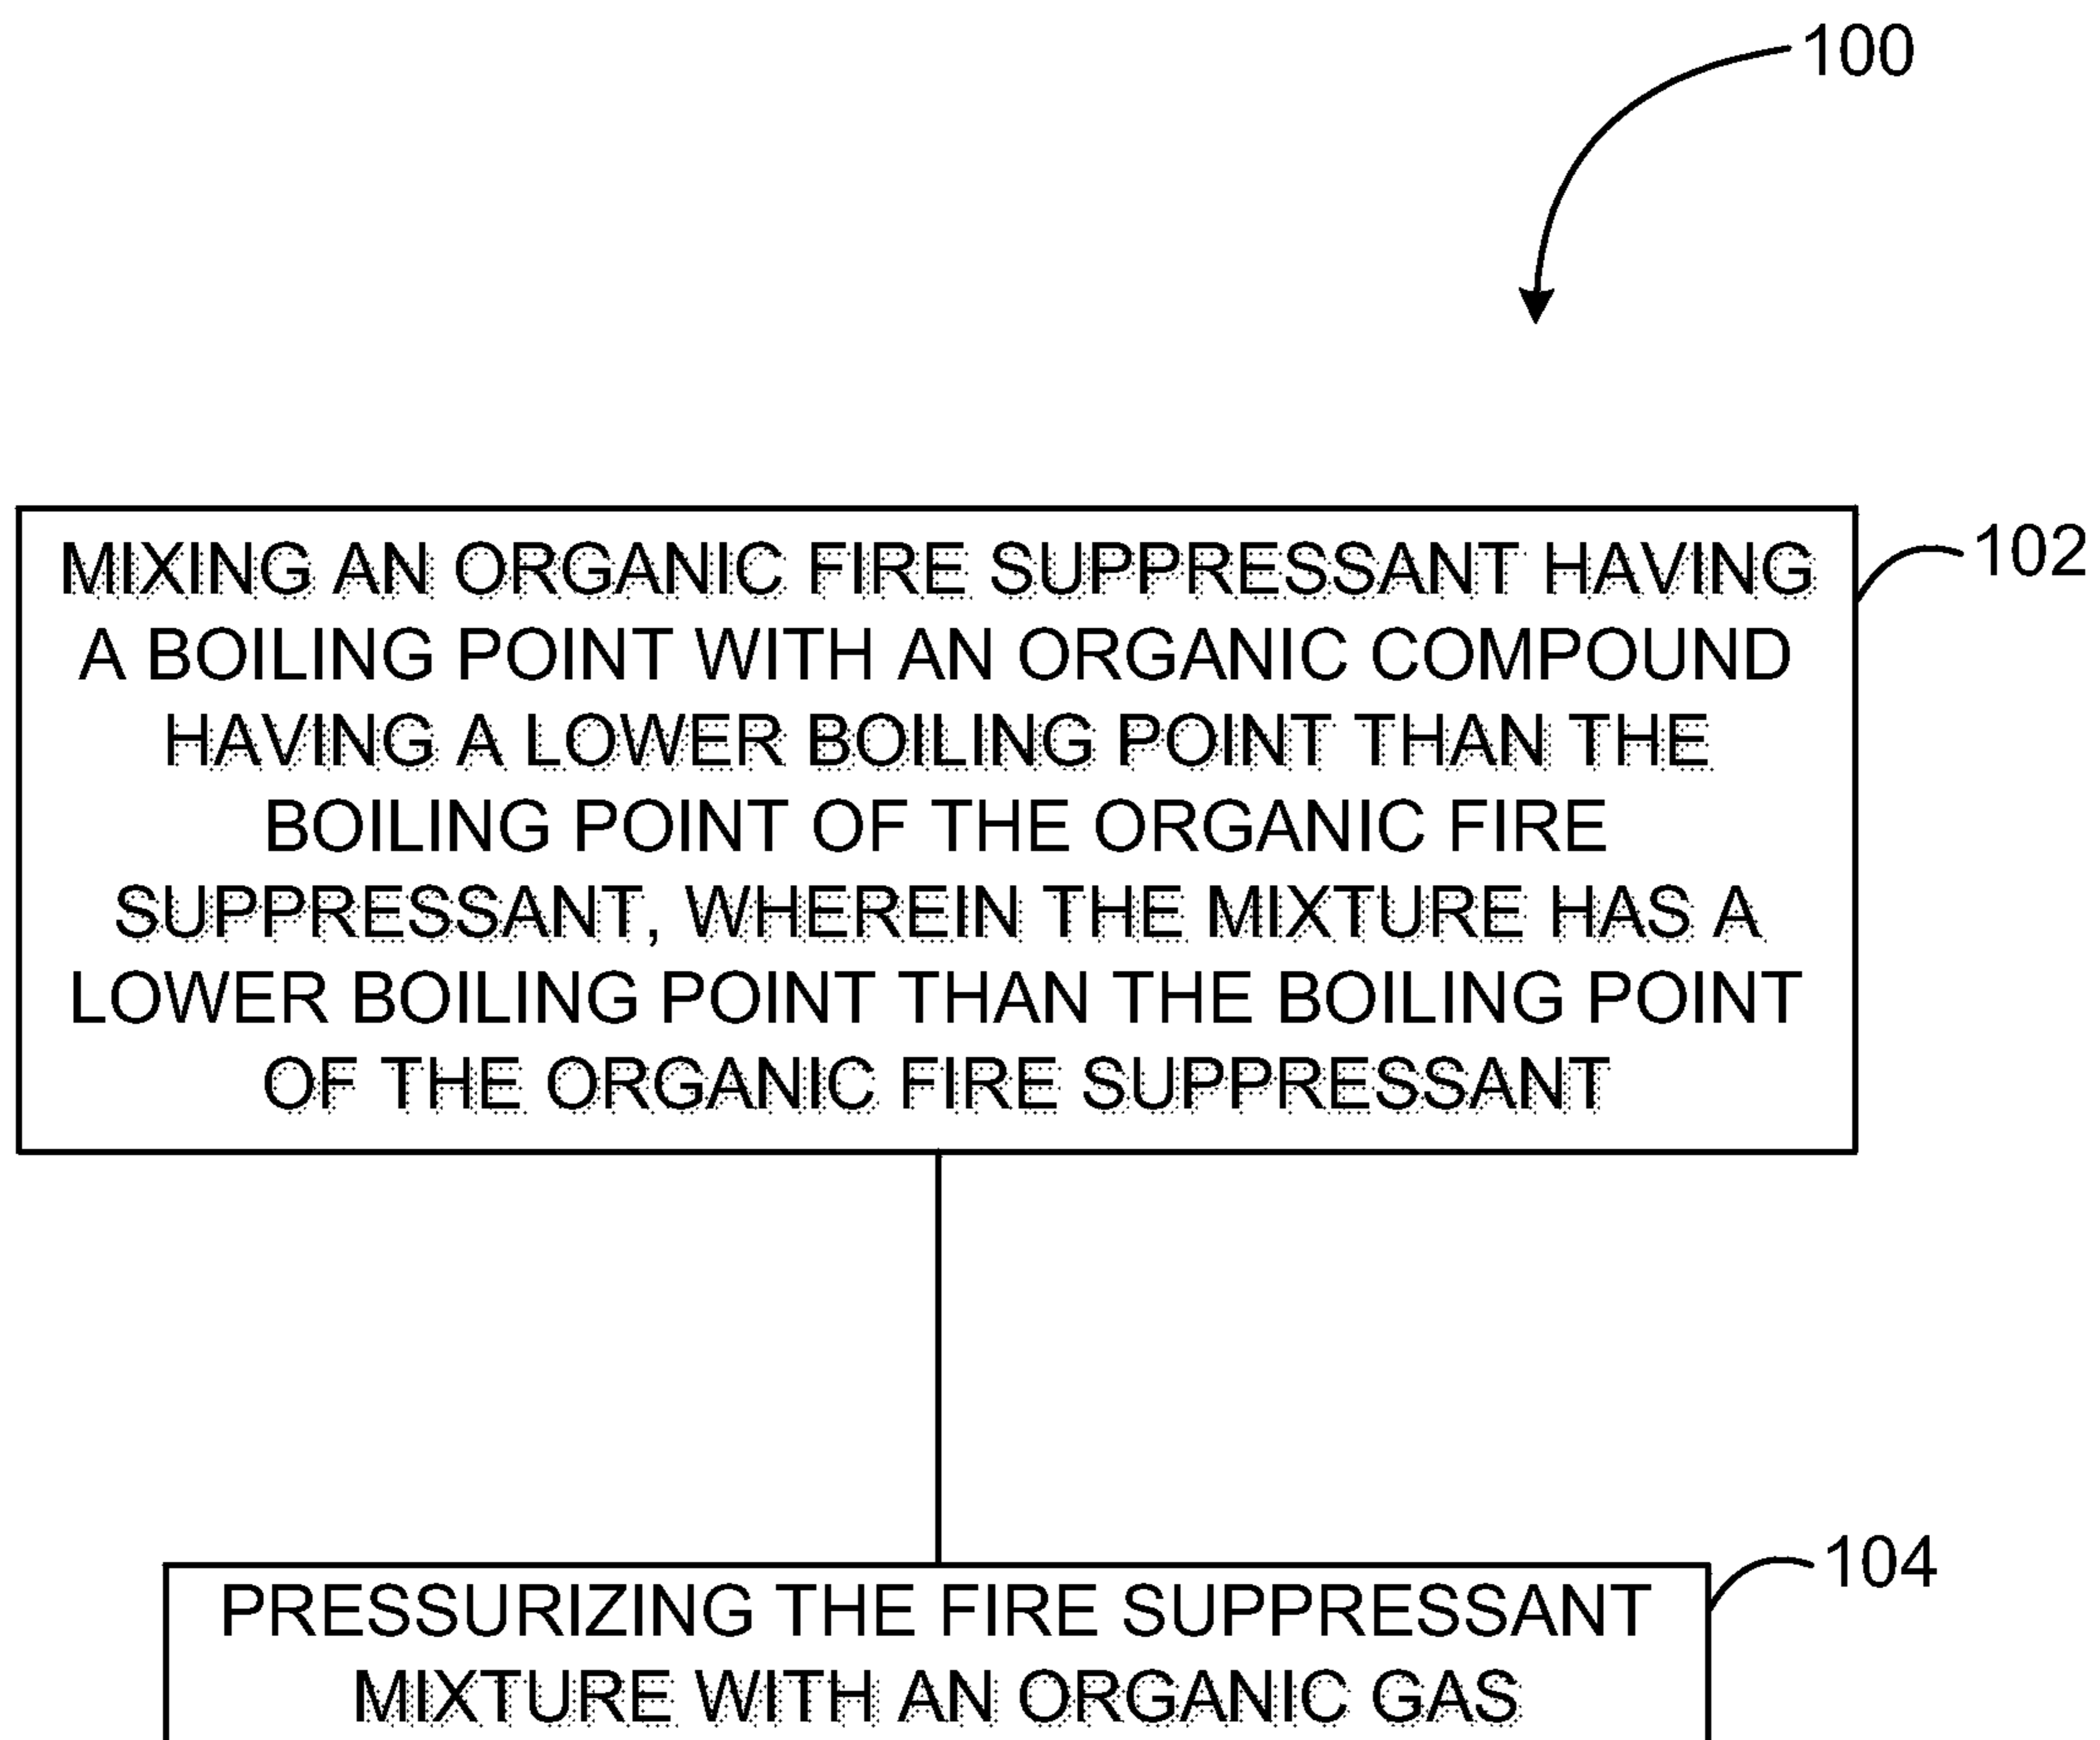 100
MIXING AN ORGANIC FIRE SUPPRESSANT HAVING
102
A BOILING POINT WITH AN ORGANIC COMPOUND
HAVING A LOWER BOILING POINT THAN THE
BOILING POINT OF THE ORGANIC FIRE
SUPPRESSANT, WHEREIN THE MIXTURE HAS A
LOWER BOILING POINT THAN THE BOILING POINT
OF THE ORGANIC FIRE SUPPRESSANT
104
PRESSURIZING THE FIRE SUPPRESSANT
MIXTURE WITH AN ORGANIC GAS